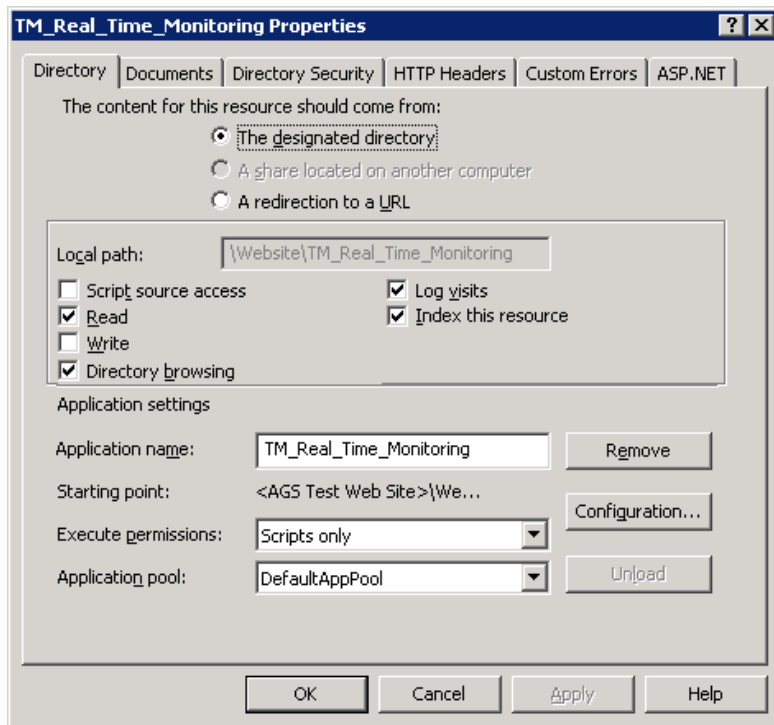 TM_Real_Time_Monitoring Properties
Directory Documents Directory Security HTTP Headers Custom Errors ASP.NET
The content for this resource should come from:
The designated directory
A share located on another computer
A redirection to a URL
Local path: \Website\TM_Real_Time_Monitoring
Script source access Log visits
Read Index this resource
Write
Directory browsing
Application settings
Application name: TM_Real_Time_Monitoring Remove
Starting point: <AGS Test Web Site>\We...
Configuration...
Execute permissions: Scripts only
Application pool: DefaultAppPool Unload
OK Cancel Apply Help